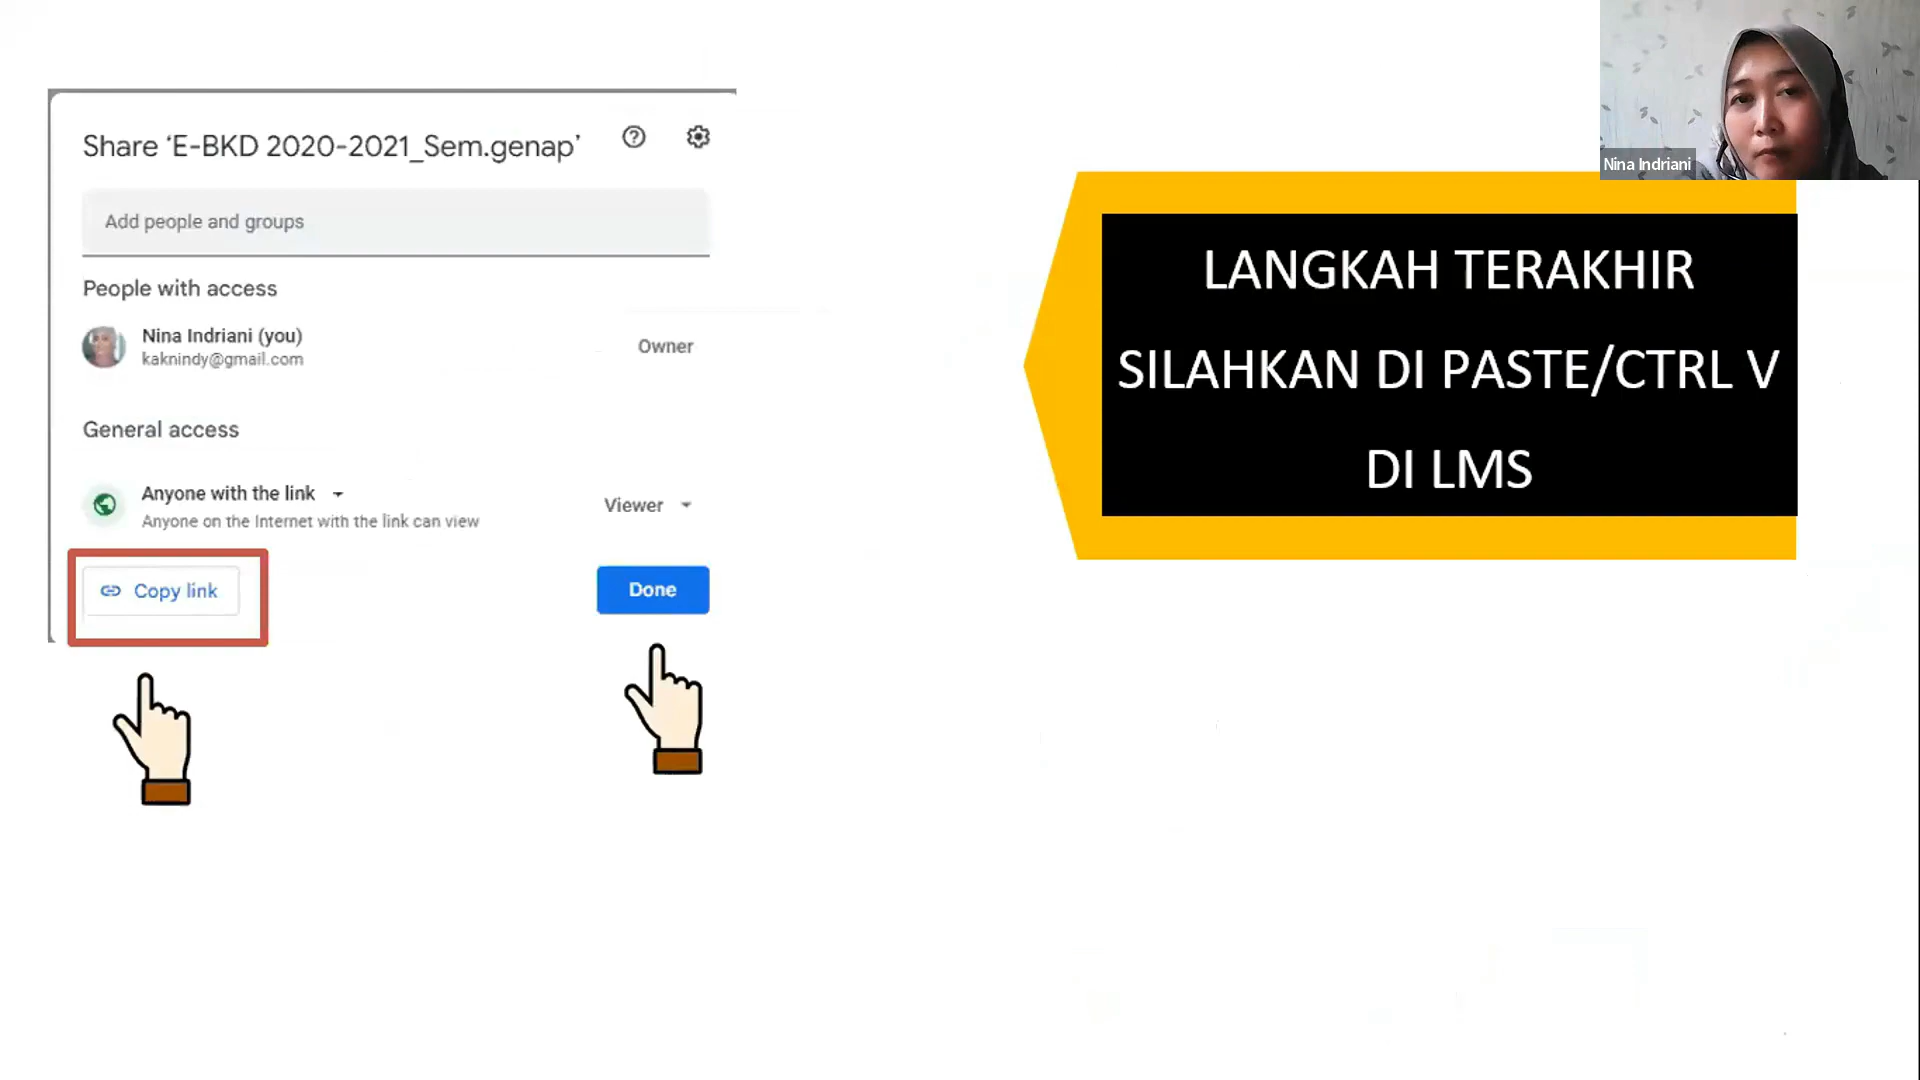 Share ‘E-BKD 2020-2021_Sem.genap’
Add people and groups
People with access
Nina Indriani (you)
kaknindy@gmail.com
Owner
General access
Anyone with the link
Anyone on the Internet with the link can view
Viewer
Copy link
Done
Nina Indriani
LANGKAH TERAKHIR
SILAHKAN DI PASTE/CTRL V
DI LMS